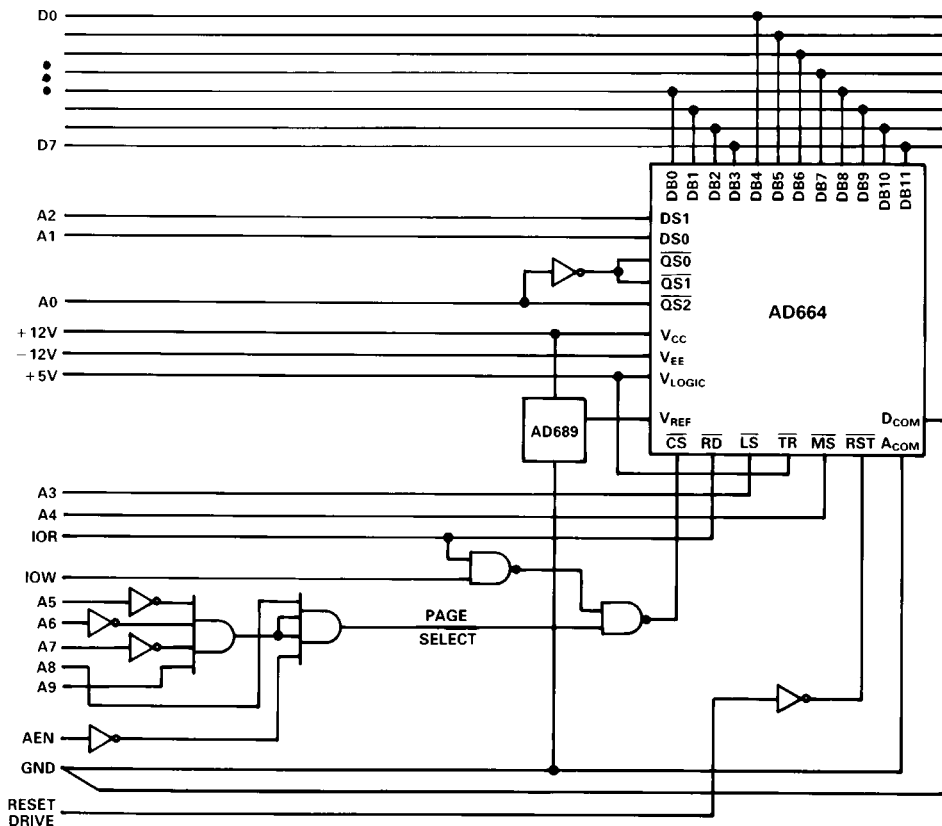 D0
D7
DB0 DB1 DB2 DB3 DB4 DB5 DB6 DB7 DB8 DB9 DB10 DB11
A2
DS1
A1
DS0
QS0
QS1
A0
QS2
AD664
+12V
VCC
−12V
VEE
+5V
VLOGIC
AD689
VREF
DCOM
CS RD LS TR MS RST ACOM
A3
A4
IOR
IOW
A5
A6
A7
A8
A9
PAGE
SELECT
AEN
GND
RESET
DRIVE